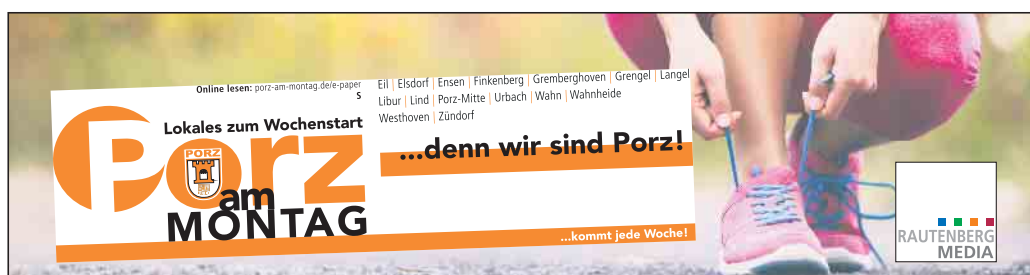 Online lesen: porz-am-montag.de/e-paper
S
Lokales zum Wochenstart
Porz
PORZ
am
MONTAG
Eil | Elsdorf | Ensen | Finkenberg | Gremberghoven | Grengel | Langel
Libur | Lind | Porz-Mitte | Urbach | Wahn | Wahnheide
Westhoven | Zündorf
...denn wir sind Porz!
...kommt jede Woche!
RAUTENBERG
MEDIA